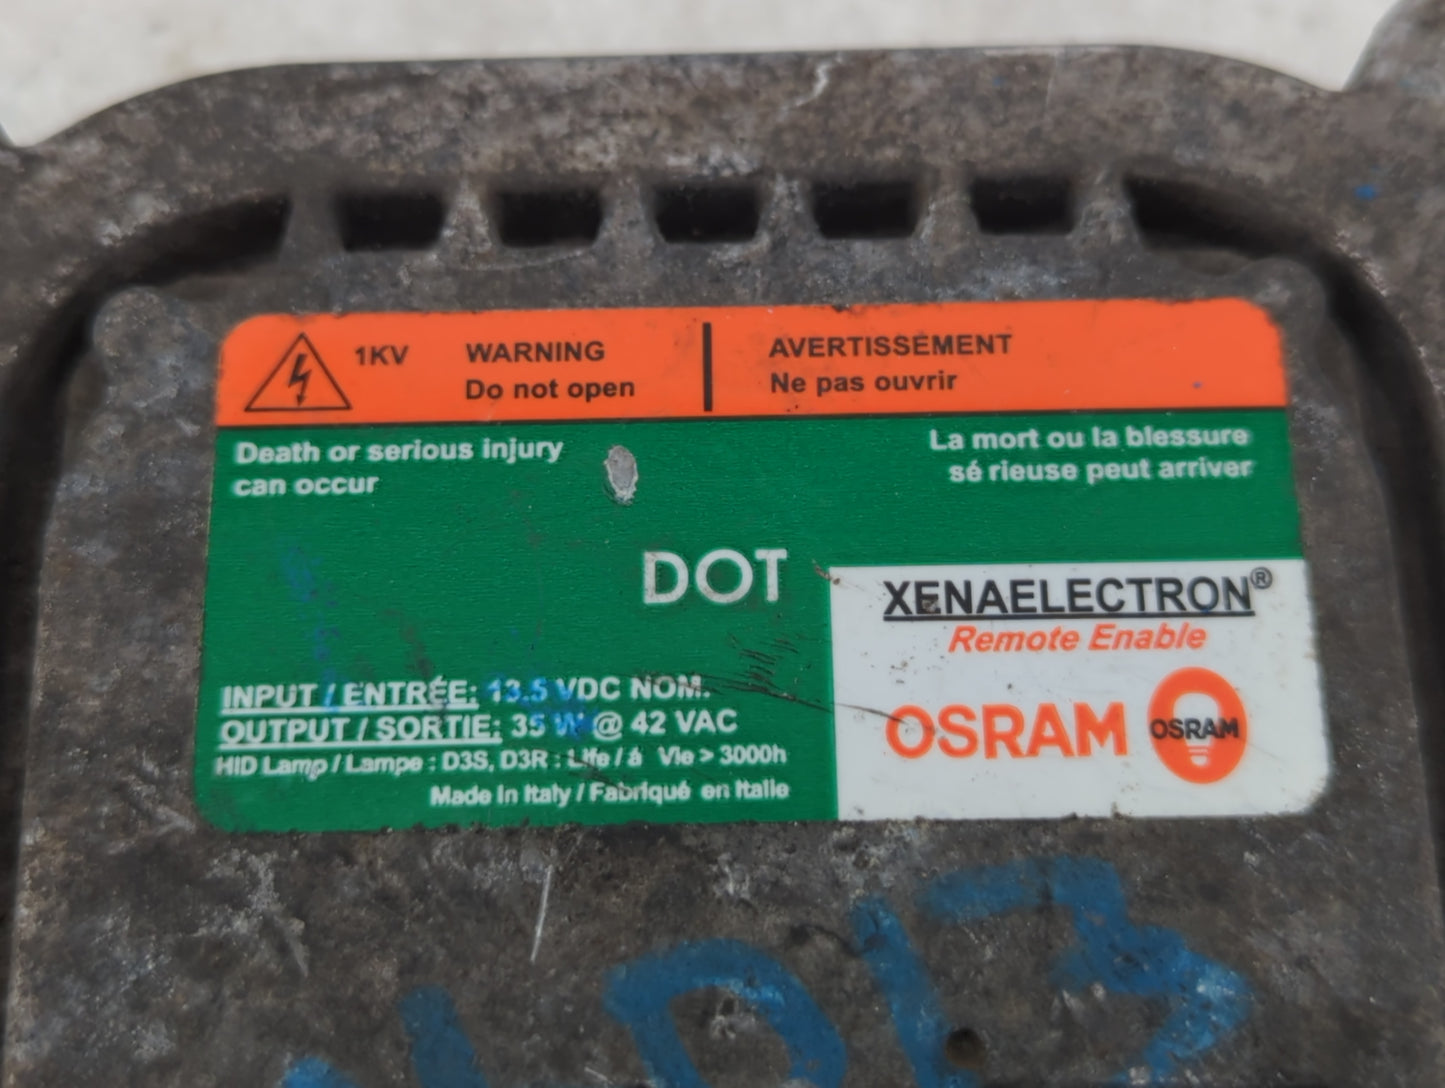 1KV WARNING AVERTISSEMENT
Do not open Ne pas ouvrir
Death or serious injury
can occur
La mort ou la blessure
sé rieuse peut arriver
DOT
XENAELECTRON®
Remote Enable
OSRAM OSRAM
INPUT / ENTRÉE: 13.5 VDC NOM.
OUTPUT / SORTIE: 35 W @ 42 VAC
HID Lamp / Lampe : D3S, D3R : Life / á Vie > 3000h
Made in Italy / Fabriqué en Italie